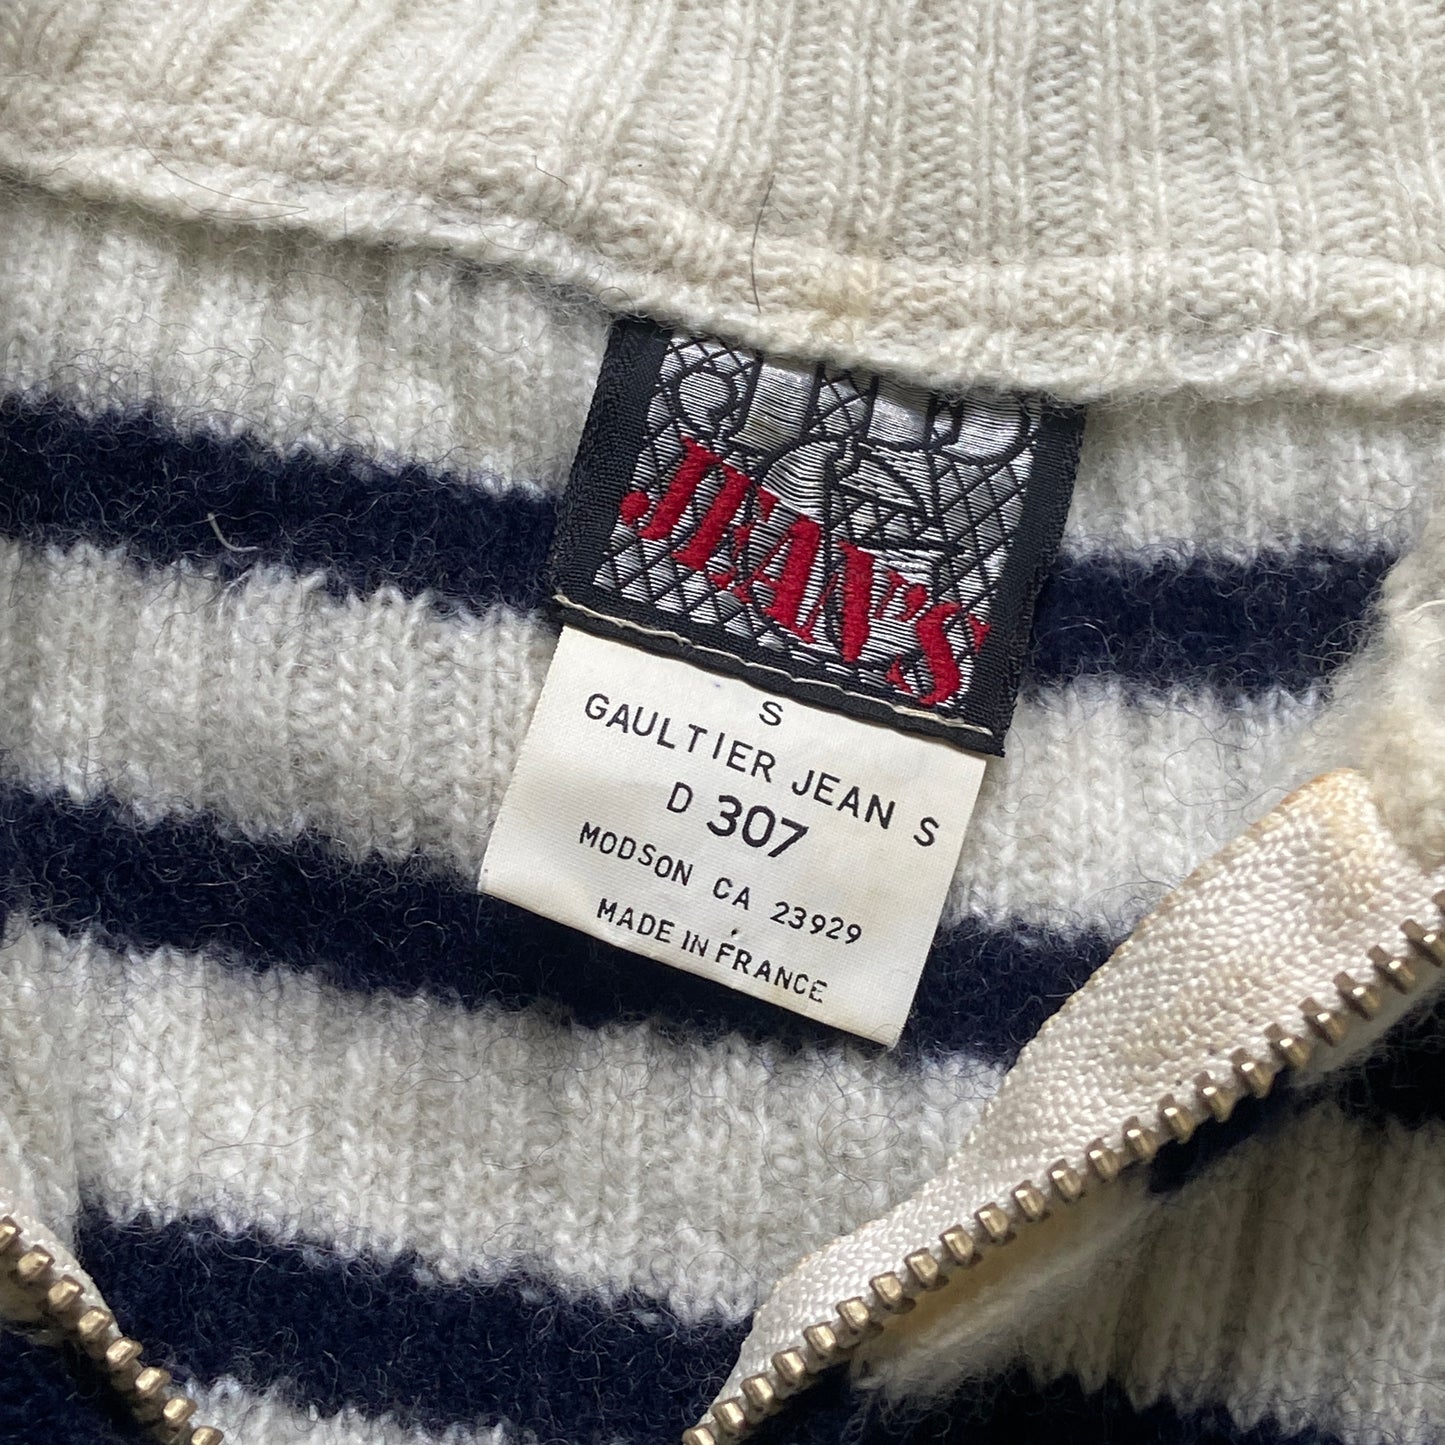 JEAN'S
S
GAULTIER JEAN S
D 307
MODSON CA 23929
MADE IN FRANCE